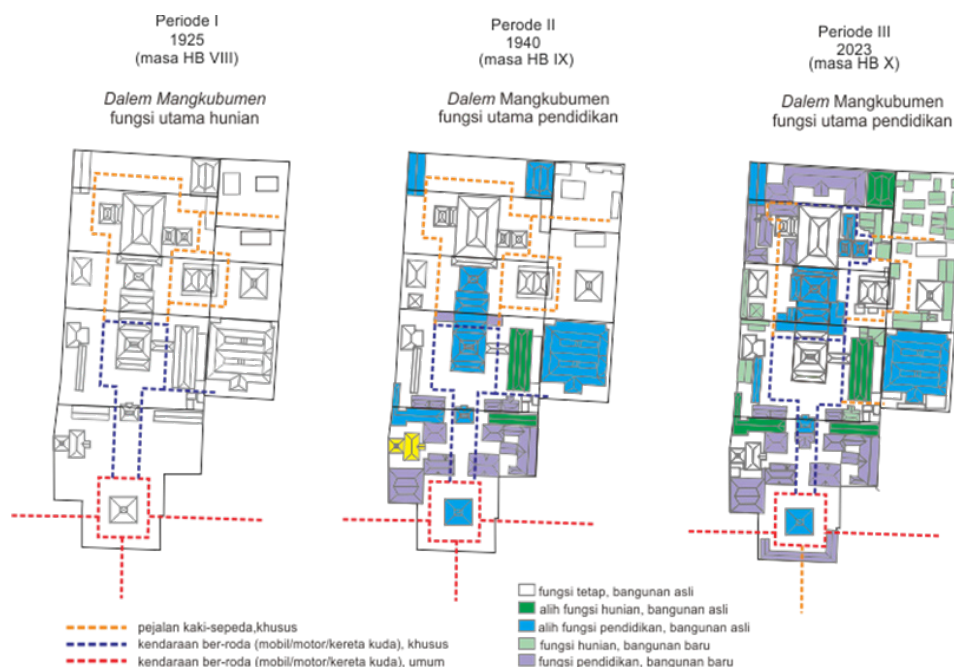 Periode I
1925
(masa HB VIII)
Dalem Mangkubumen
fungsi utama hunian
Perode II
1940
(masa HB IX)
Dalem Mangkubumen
fungsi utama pendidikan
Periode III
2023
(masa HB X)
Dalem Mangkubumen
fungsi utama pendidikan
pejalan kaki-sepeda,khusus
kendaraan ber-roda (mobil/motor/kereta kuda), khusus
kendaraan ber-roda (mobil/motor/kereta kuda), umum
fungsi tetap, bangunan asli
alih fungsi hunian, bangunan asli
alih fungsi pendidikan, bangunan asli
fungsi hunian, bangunan baru
fungsi pendidikan, bangunan baru